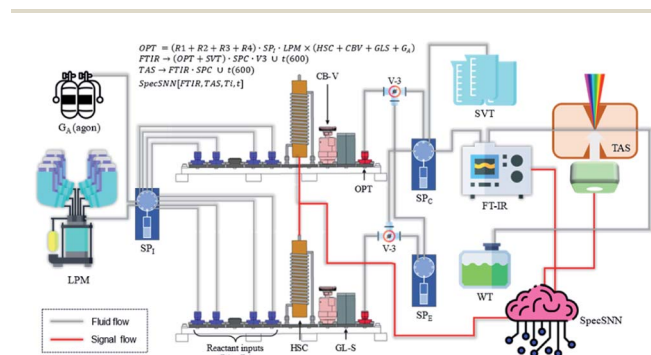 OPT = (R1 + R2 + R3 + R4) · SP_I · LPM × (HSC + CBV + GLS + G_A)
FTIR → (OPT + SVT) · SPC · V3 ∪ t(600)
TAS → FTIR · SPC ∪ t(600)
SpecSNN[FTIR, TAS, Ti, t]
CB-V
V-3
G_A (agon)
SVT
TAS
OPT
SP_C
FT-IR
SP_I
V-3
LPM
WT
SP_E
SpecSNN
Fluid flow
Signal flow
Reactant inputs
HSC
GL-S